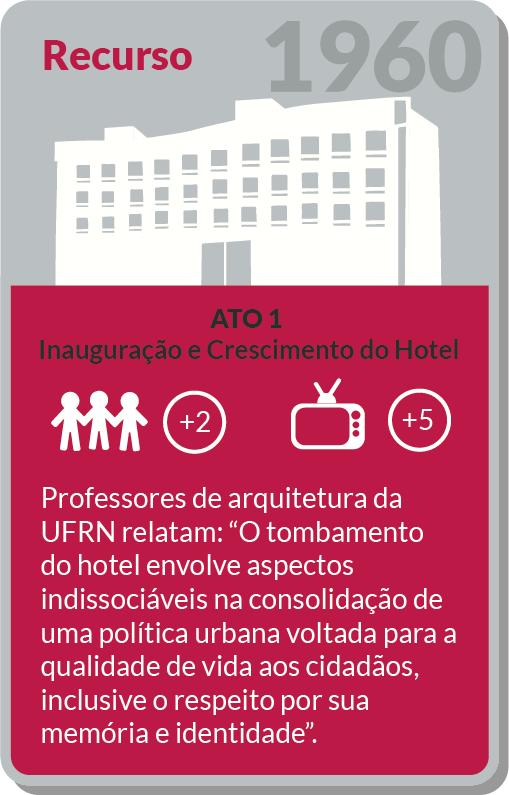 Recurso
1960
ATO 1
Inauguração e Crescimento do Hotel
+2
+5
Professores de arquitetura da
UFRN relatam: “O tombamento
do hotel envolve aspectos
indissociáveis na consolidação de
uma política urbana voltada para a
qualidade de vida aos cidadãos,
inclusive o respeito por sua
memória e identidade”.